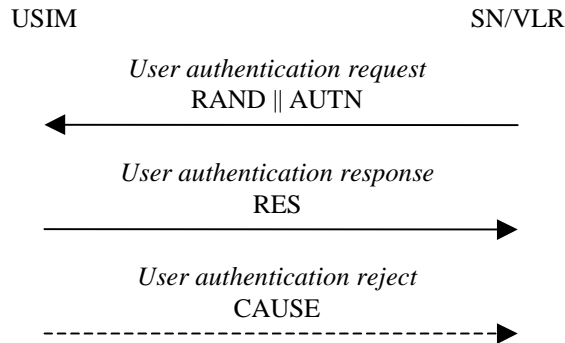 USIM SN/VLR
User authentication request
RAND || AUTN
User authentication response
RES
User authentication reject
CAUSE